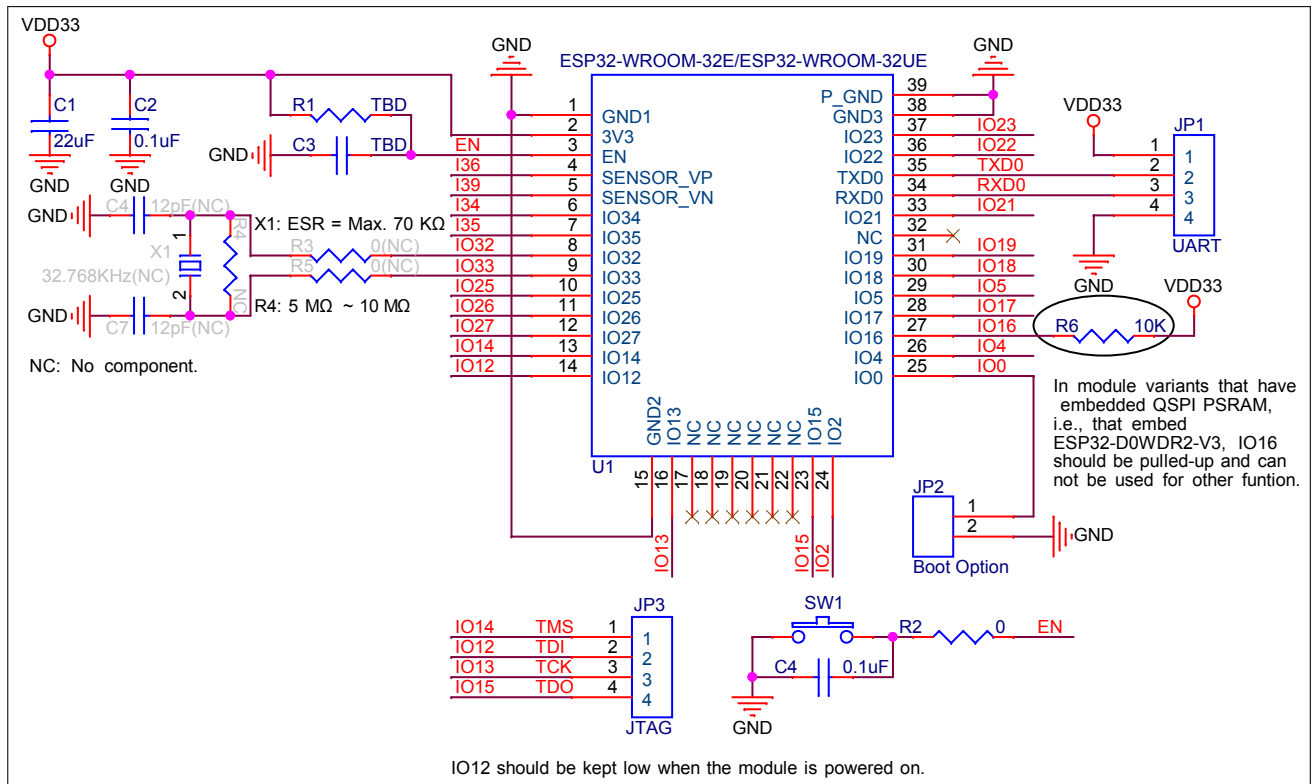 VDD33
GND
GND
ESP32-WROOM-32E/ESP32-WROOM-32UE
C1
22uF
GND
C2
0.1uF
GND
R1
TBD
C3
TBD
GND
EN
I36
I39
I34
I35
IO32
IO33
IO25
IO26
IO27
IO14
IO12
1
2
3
4
5
6
7
8
9
10
11
12
13
14
GND1
3V3
EN
SENSOR_VP
SENSOR_VN
IO34
IO35
IO32
IO33
IO25
IO26
IO27
IO14
IO12
P_GND
GND3
IO23
IO22
TXD0
RXD0
IO21
NC
IO19
IO18
IO5
IO17
IO16
IO4
IO0
39
38
37
36
35
34
33
32
31
30
29
28
27
26
25
IO23
IO22
TXD0
RXD0
IO21
IO19
IO18
IO5
IO17
IO16
IO4
IO0
VDD33
JP1
1
2
3
4
1
2
3
4
UART
GND
VDD33
R6
10K
GND
C4
12pF(NC)
X1
1
2
32.768KHz(NC)
R4
NC
X1: ESR = Max. 70 KΩ
R3
0(NC)
R5
0(NC)
R4: 5 MΩ ~ 10 MΩ
GND
C7
12pF(NC)
NC: No component.
GND2
IO13
NC
NC
NC
NC
NC
NC
IO15
IO2
U1
15
16
17
18
19
20
21
22
23
24
IO13
IO15
IO2
In module variants that have
embedded QSPI PSRAM,
i.e., that embed
ESP32-D0WDR2-V3, IO16
should be pulled-up and can
not be used for other funtion.
JP2
1
2
GND
Boot Option
JP3
IO14 TMS 1 1
IO12 TDI 2 2
IO13 TCK 3 3
IO15 TDO 4 4
JTAG
SW1
R2
0
EN
C4
0.1uF
GND
IO12 should be kept low when the module is powered on.